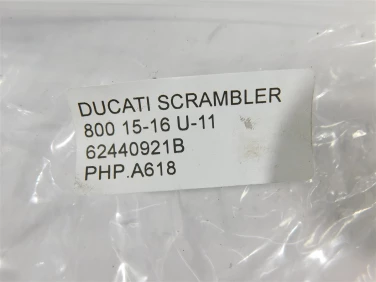 DUCATI SCRAMBLER
800 15-16 U-11
62440921B
PHP.A618